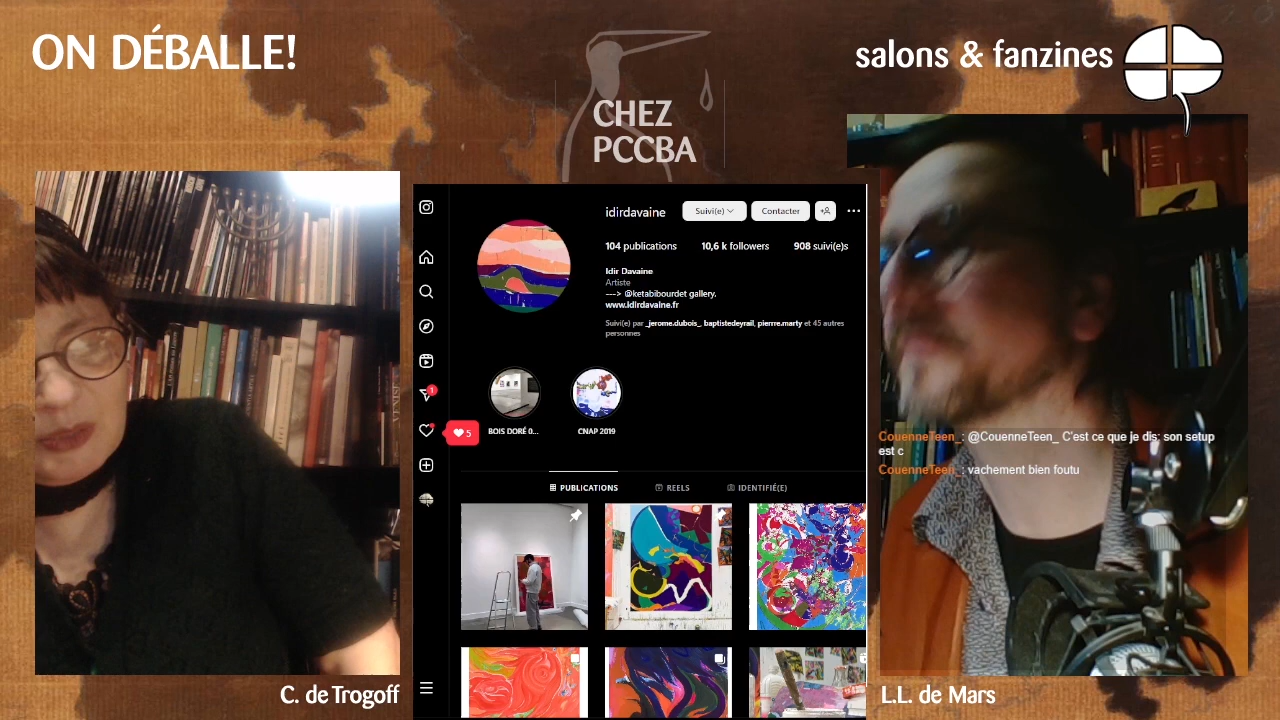 ON DÉBALLE!
salons & fanzines
CHEZ
PCCBA
idirdavaine
Suivi(e)
Contacter
104 publications
10,6 k followers
908 suivi(e)s
Idir Davaine
Artiste
---> @ketabibourdet gallery.
www.idirdavaine.fr
Suivi(e) par _jerome.dubois_, baptistedeyrail, pierrre.marty et 45 autres
personnes
1
5
BOIS DORÉ 0...
CNAP 2019
CouenneTeen_: @CouenneTeen_ C'est ce que je dis: son setup
est c
CouenneTeen_: vachement bien foutu
PUBLICATIONS
REELS
IDENTIFIÉ(E)
C. de Trogoff
L.L. de Mars